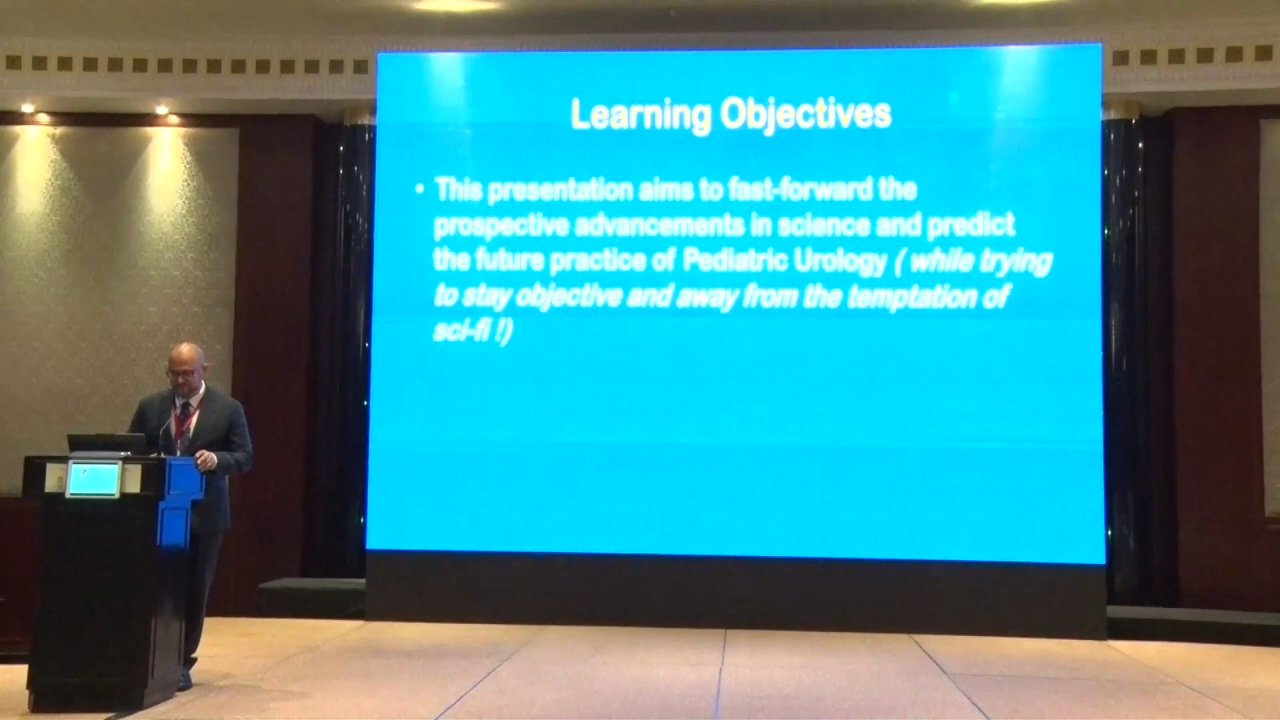 Learning Objectives
• This presentation aims to fast-forward the
prospective advancements in science and predict
the future practice of Pediatric Urology ( while trying
to stay objective and away from the temptation of
sci-fi !)